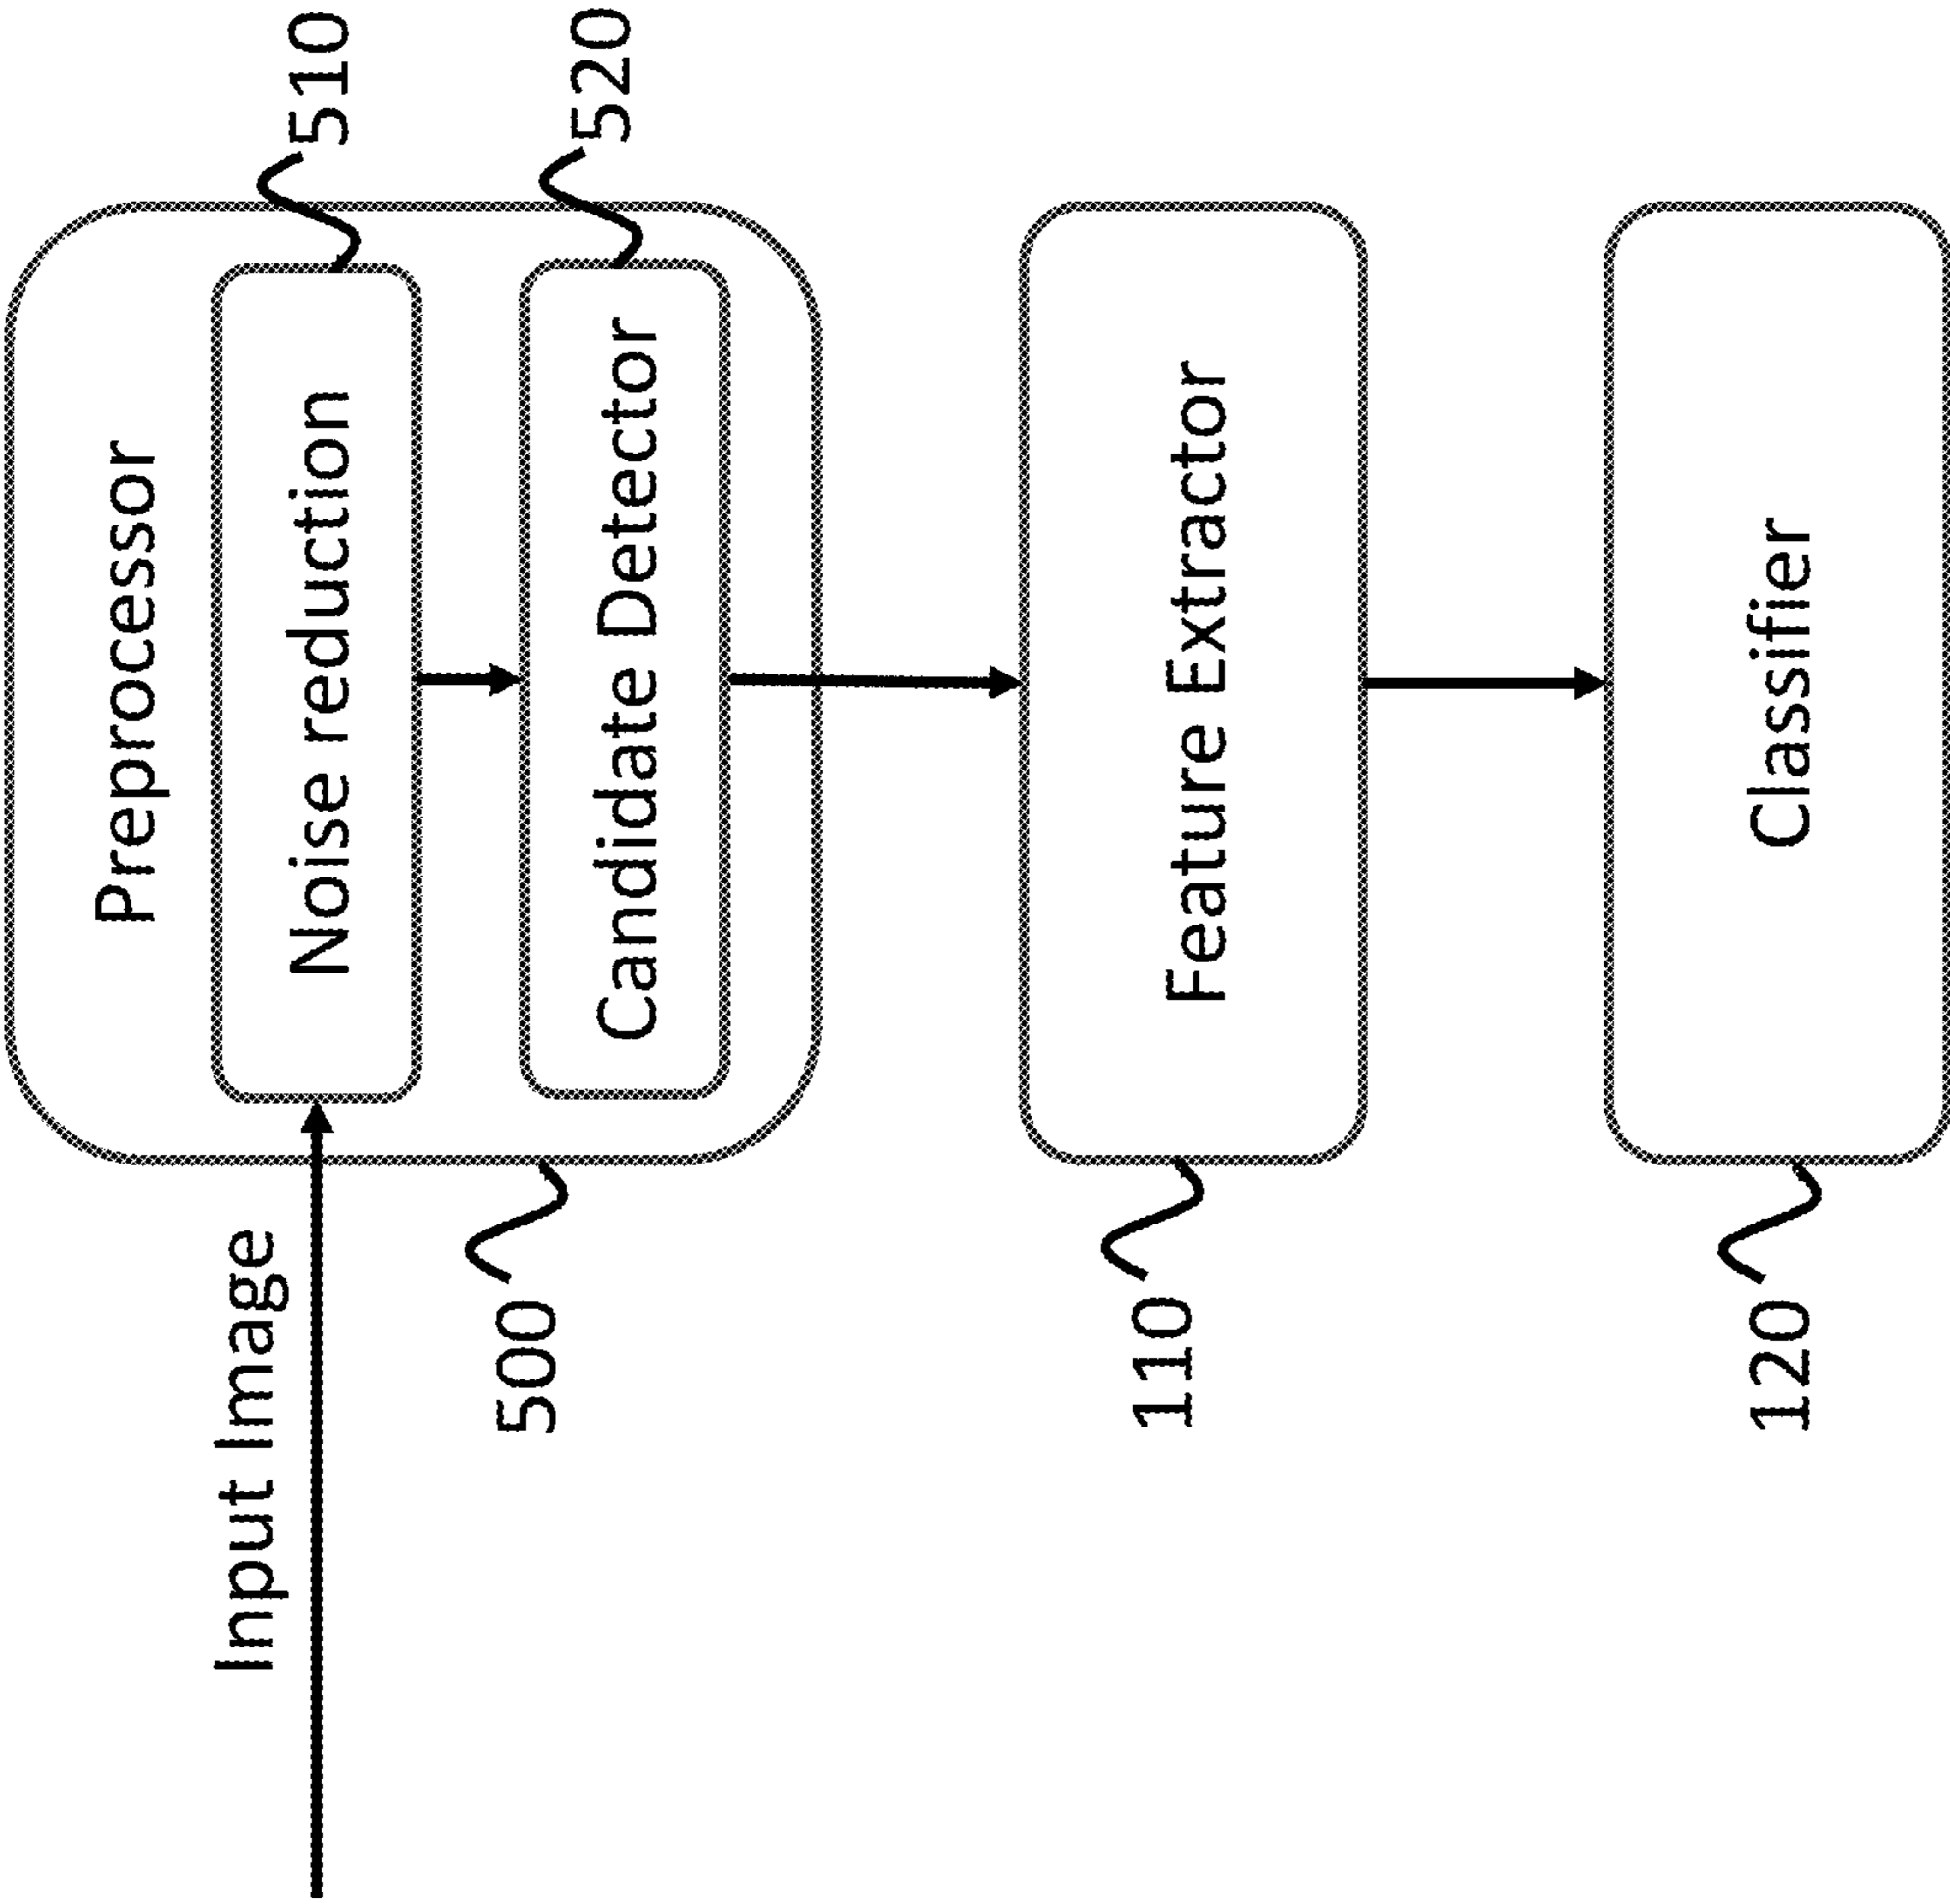 Preprocessor
Input Image
Noise reduction
510
Candidate Detector
520
500
Feature Extractor
110
Classifier
120